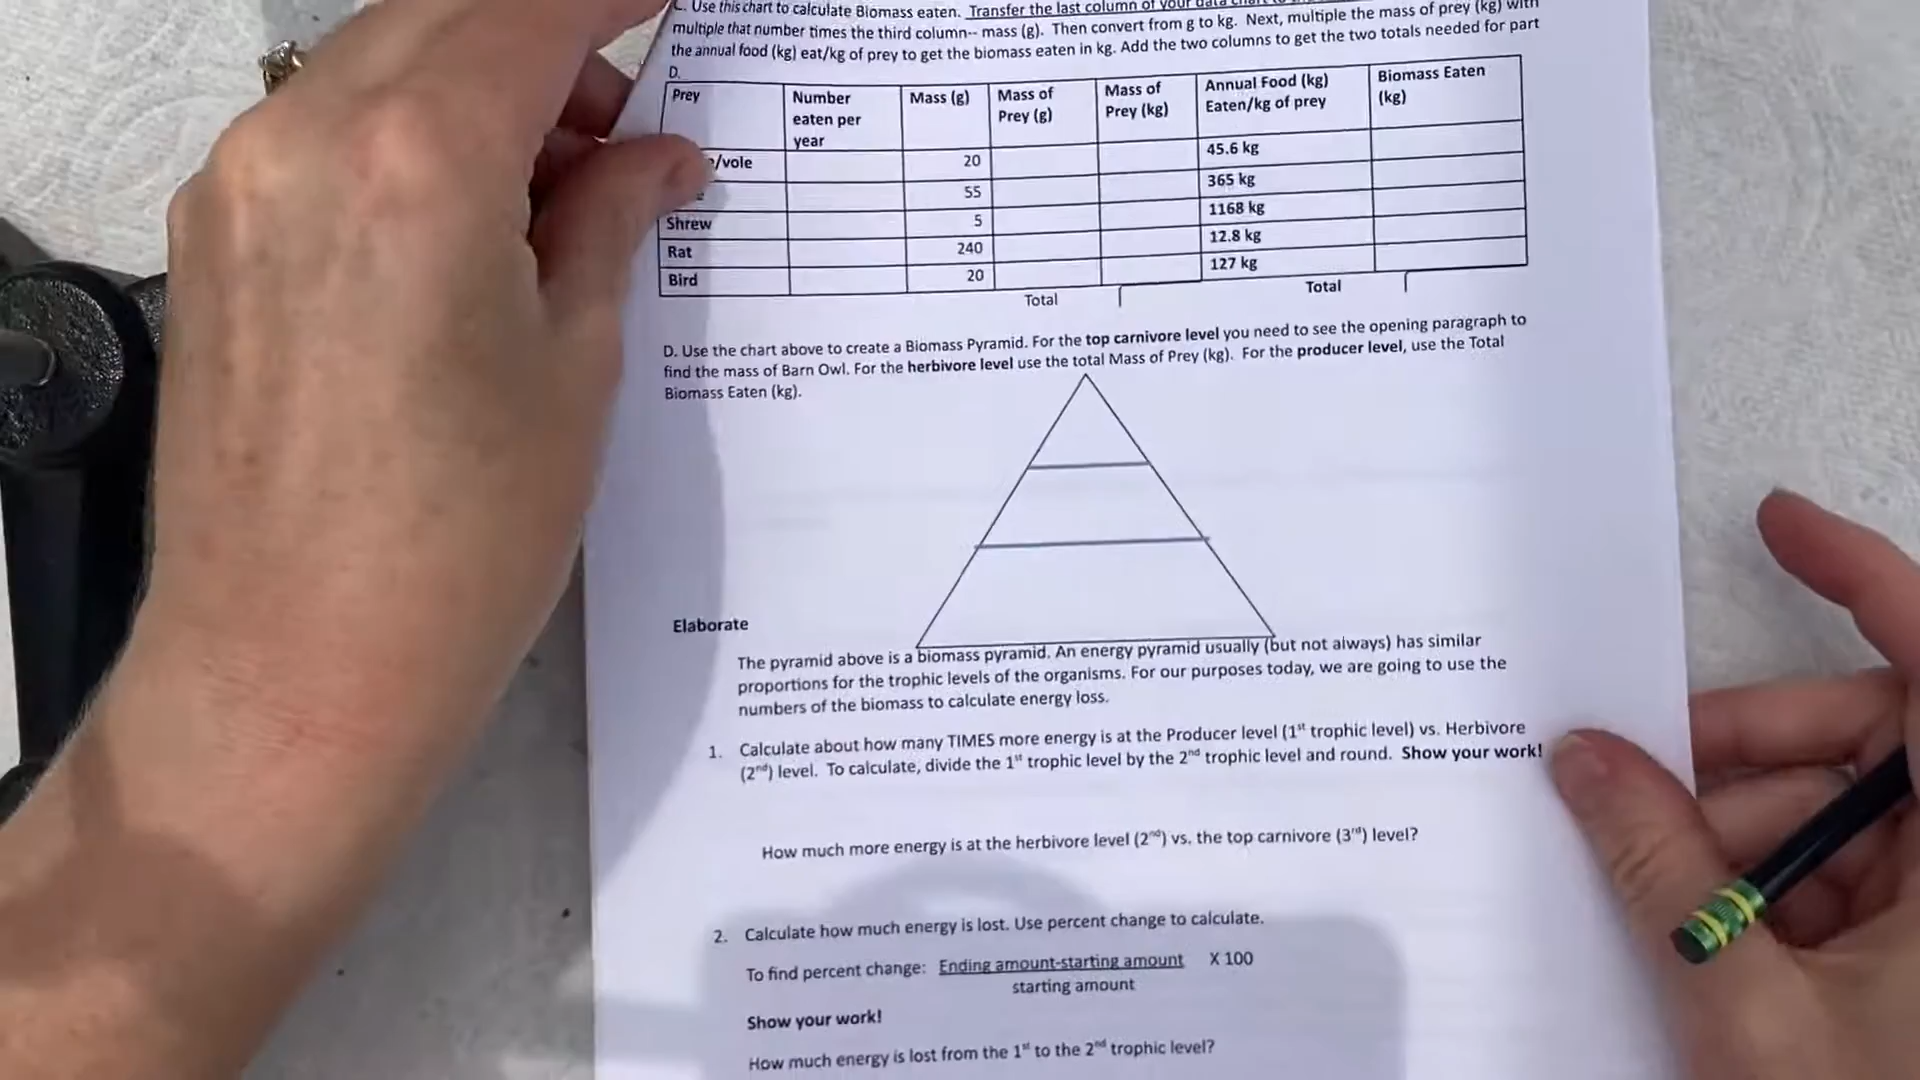 C. Use this chart to calculate Biomass eaten. Transfer the last column of your data chart to
multiple that number times the third column-- mass (g). Then convert from g to kg. Next, multiple the mass of prey (kg) with
the annual food (kg) eat/kg of prey to get the biomass eaten in kg. Add the two columns to get the two totals needed for part
D.
Prey Number eaten per year Mass (g) Mass of Prey (g) Mass of Prey (kg) Annual Food (kg) Eaten/kg of prey Biomass Eaten (kg)
/vole 20 45.6 kg
55 365 kg
Shrew 5 1168 kg
Rat 240 12.8 kg
Bird 20 127 kg
Total Total
D. Use the chart above to create a Biomass Pyramid. For the top carnivore level you need to see the opening paragraph to
find the mass of Barn Owl. For the herbivore level use the total Mass of Prey (kg). For the producer level, use the Total
Biomass Eaten (kg).
Elaborate
The pyramid above is a biomass pyramid. An energy pyramid usually (but not always) has similar
proportions for the trophic levels of the organisms. For our purposes today, we are going to use the
numbers of the biomass to calculate energy loss.
1. Calculate about how many TIMES more energy is at the Producer level (1st trophic level) vs. Herbivore
(2nd) level. To calculate, divide the 1st trophic level by the 2nd trophic level and round. Show your work!
How much more energy is at the herbivore level (2nd) vs. the top carnivore (3rd) level?
2. Calculate how much energy is lost. Use percent change to calculate.
To find percent change: Ending amount-starting amount X 100
starting amount
Show your work!
How much energy is lost from the 1st to the 2nd trophic level?